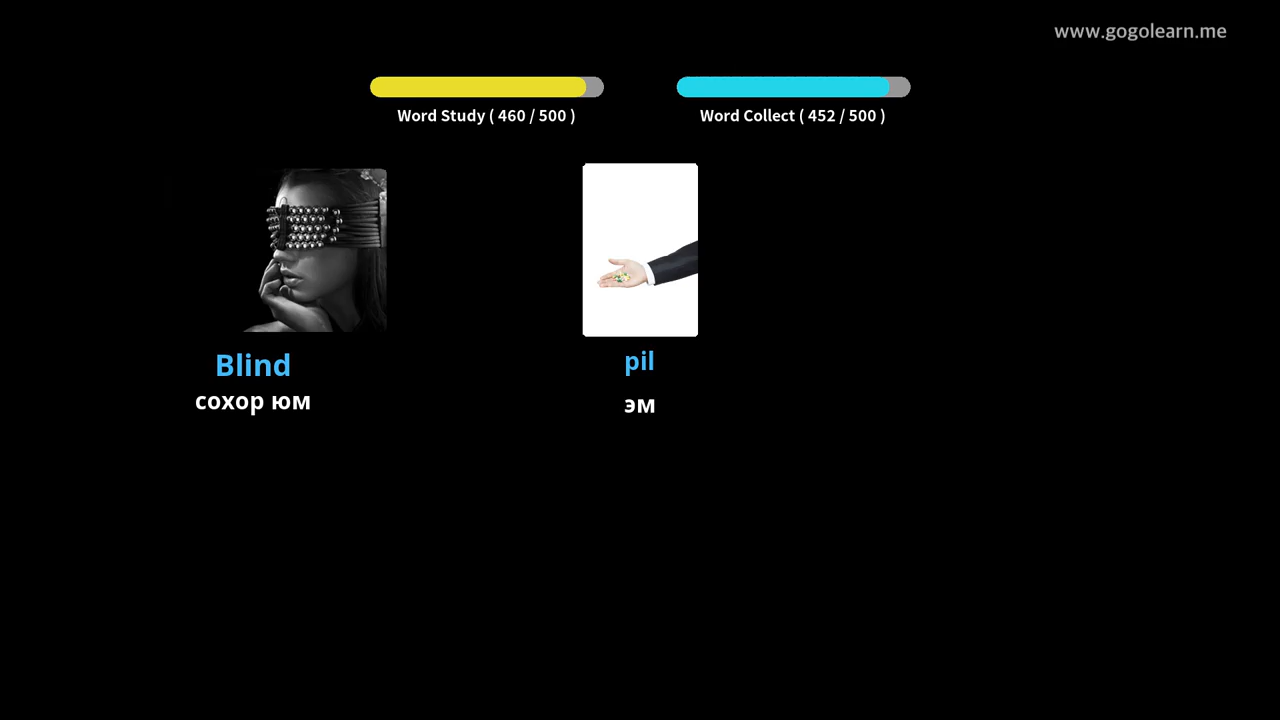 www.gogolearn.me
Word Study ( 460 / 500 )
Word Collect ( 452 / 500 )
Blind
сохор юм
pil
эм